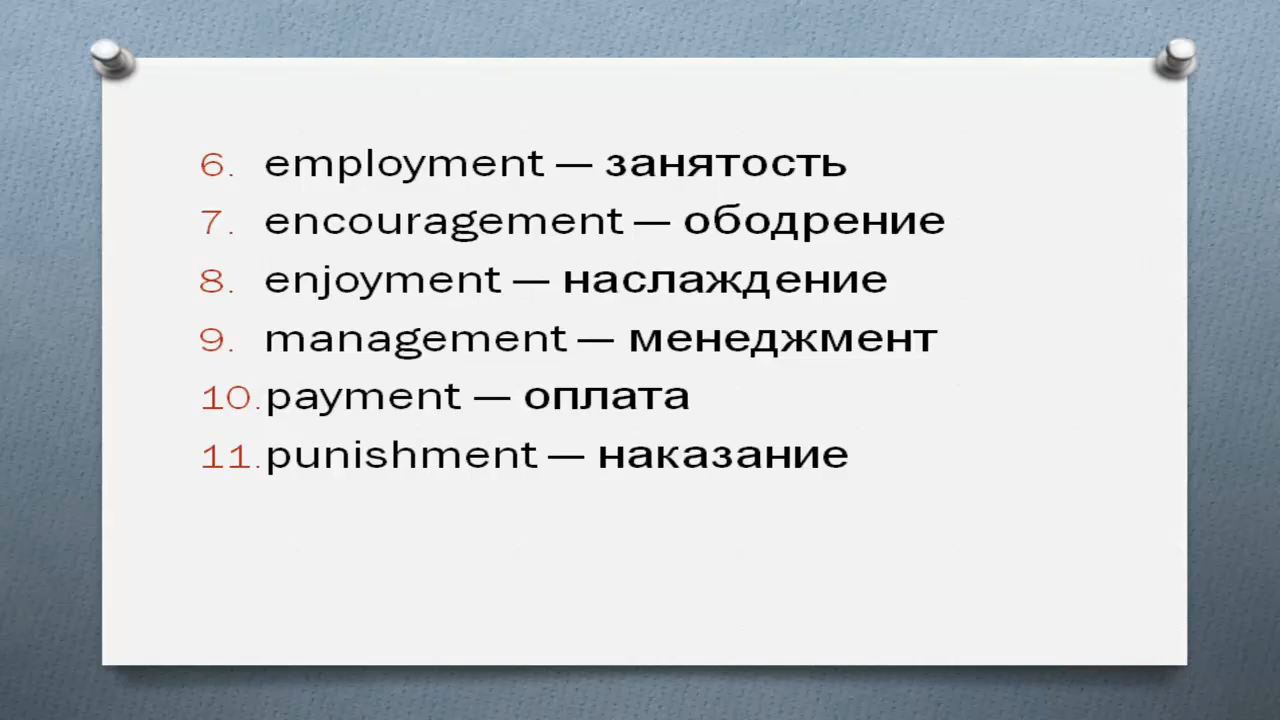 6. employment — занятость
7. encouragement — ободрение
8. enjoyment — наслаждение
9. management — менеджмент
10. payment — оплата
11. punishment — наказание